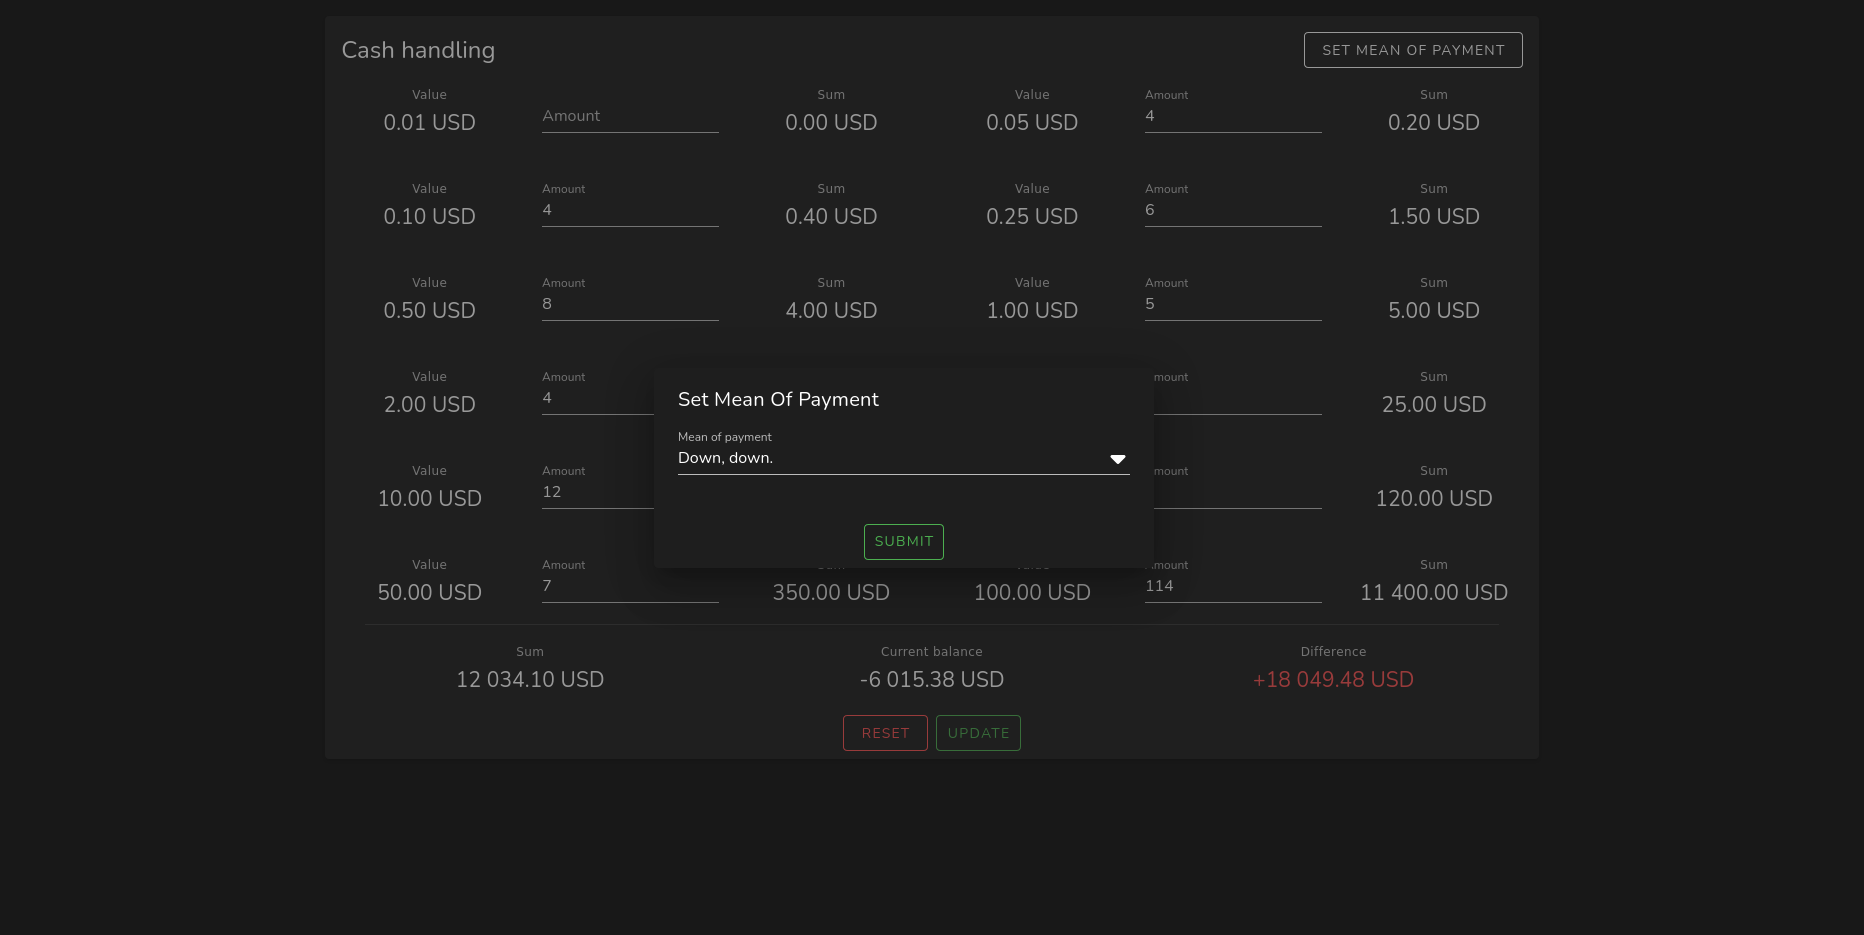 Cash handling
SET MEAN OF PAYMENT
Value Sum Value Amount Sum
0.01 USD Amount 0.00 USD 0.05 USD 4 0.20 USD
Value Amount Sum Value Amount Sum
0.10 USD 4 0.40 USD 0.25 USD 6 1.50 USD
Value Amount Sum Value Amount Sum
0.50 USD 8 4.00 USD 1.00 USD 5 5.00 USD
Value Amount mount Sum
2.00 USD 4 25.00 USD
Set Mean Of Payment
Mean of payment
Down, down.
SUBMIT
Value Amount mount Sum
10.00 USD 12 120.00 USD
Value Amount Amount Sum
50.00 USD 7 350.00 USD 100.00 USD 114 11 400.00 USD
Sum Current balance Difference
12 034.10 USD -6 015.38 USD +18 049.48 USD
RESET UPDATE